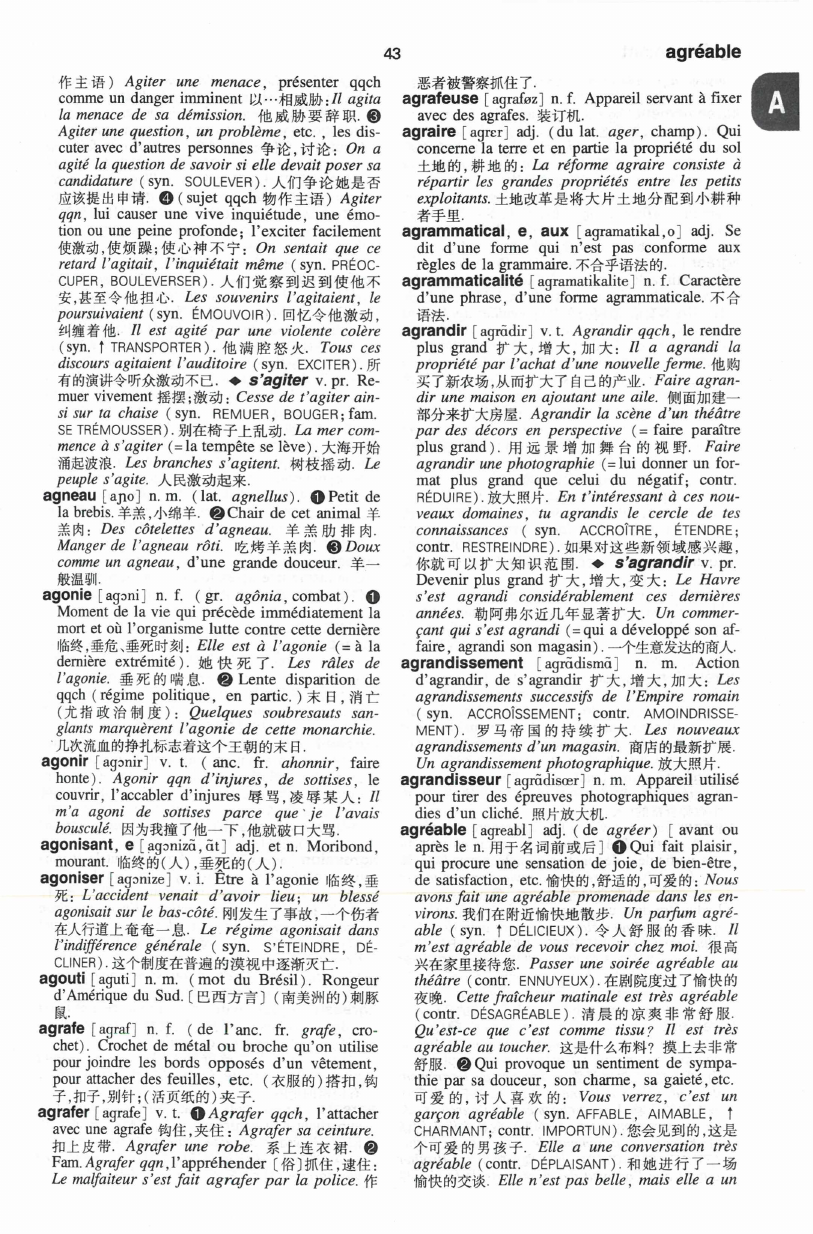 43
agréable
A
作主语) Agiter une menace, présenter qqch
comme un danger imminent 以…相威胁:Il agita
la menace de sa démission. 他威胁要辞职. ❸
Agiter une question, un problème, etc. , les dis-
cuter avec d'autres personnes 争论,讨论: On a
agité la question de savoir si elle devait poser sa
candidature (syn. SOULEVER). 人们争论她是否
应该提出申请. ❹ (sujet qqch 物作主语) Agiter
qqn, lui causer une vive inquiétude, une émo-
tion ou une peine profonde; l'exciter facilement
使激动,使烦躁;使心神不宁: On sentait que ce
retard l'agitait, l'inquiétait même (syn. PRÉOC-
CUPER, BOULEVERSER). 人们觉察到迟到使他不
安,甚至令他担心. Les souvenirs l'agitaient, le
poursuivaient (syn. ÉMOUVOIR). 回忆令他激动,
纠缠着他. Il est agité par une violente colère
(syn. ↑ TRANSPORTER). 他满腔怒火. Tous ces
discours agitaient l'auditoire (syn. EXCITER). 所
有的演讲令听众激动不已. ◆ s'agiter v. pr. Re-
muer vivement 摇摆;激动: Cesse de t'agiter ain-
si sur ta chaise (syn. REMUER, BOUGER; fam.
SE TRÉMOUSSER). 别在椅子上乱动. La mer com-
mence à s'agiter (=la tempête se lève). 大海开始
涌起波浪. Les branches s'agitent. 树枝摇动. Le
peuple s'agite. 人民激动起来.
agneau [aɲo] n. m. (lat. agnellus). ❶Petit de
la brebis. 羊羔,小绵羊. ❷Chair de cet animal 羊
羔肉: Des côtelettes d'agneau. 羊羔肋排肉.
Manger de l'agneau rôti. 吃烤羊羔肉. ❸Doux
comme un agneau, d'une grande douceur. 羊一
般温驯.
agonie [agɔni] n. f. (gr. agônia, combat). ❶
Moment de la vie qui précède immédiatement la
mort et où l'organisme lutte contre cette dernière
临终,垂危、垂死时刻: Elle est à l'agonie (=à la
dernière extrémité). 她快死了. Les râles de
l'agonie. 垂死的喘息. ❷ Lente disparition de
qqch (régime politique, en partic. ) 末日,消亡
(尤指政治制度): Quelques soubresauts san-
glants marquèrent l'agonie de cette monarchie.
几次流血的挣扎标志着这个王朝的末日.
agonir [agɔnir] v. t. (anc. fr. ahonnir, faire
honte). Agonir qqn d'injures, de sottises, le
couvrir, l'accabler d'injures 辱骂,凌辱某人: Il
m'a agoni de sottises parce que je l'avais
bousculé. 因为我撞了他一下,他就破口大骂.
agonisant, e [agɔnizɑ̃, ɑ̃t] adj. et n. Moribond,
mourant. 临终的(人),垂死的(人).
agoniser [agɔnize] v. i. Être à l'agonie 临终,垂
死: L'accident venait d'avoir lieu; un blessé
agonisait sur le bas-côté. 刚发生了事故,一个伤者
在人行道上奄奄一息. Le régime agonisait dans
l'indifférence générale (syn. S'ÉTEINDRE, DÉ-
CLINER). 这个制度在普遍的漠视中逐渐灭亡.
agouti [aguti] n. m. (mot du Brésil). Rongeur
d'Amérique du Sud. [巴西方言] (南美洲的)刺豚
鼠.
agrafe [agraf] n. f. (de l'anc. fr. grafe, cro-
chet). Crochet de métal ou broche qu'on utilise
pour joindre les bords opposés d'un vêtement,
pour attacher des feuilles, etc. (衣服的)搭扣,钩
子,扣子,别针;(活页纸的)夹子.
agrafer [agrafe] v. t. ❶Agrafer qqch, l'attacher
avec une agrafe 钩住,夹住: Agrafer sa ceinture.
扣上皮带. Agrafer une robe. 系上连衣裙. ❷
Fam. Agrafer qqn,l'appréhender [俗]抓住,逮住:
Le malfaiteur s'est fait agrafer par la police. 作
恶者被警察抓住了.
agrafeuse [agraføz] n. f. Appareil servant à fixer
avec des agrafes. 装订机.
agraire [agrɛr] adj. (du lat. ager, champ). Qui
concerne la terre et en partie la propriété du sol
土地的,耕地的: La réforme agraire consiste à
répartir les grandes propriétés entre les petits
exploitants. 土地改革是将大片土地分配到小耕种
者手里.
agrammatical, e, aux [agramatikal,o] adj. Se
dit d'une forme qui n'est pas conforme aux
règles de la grammaire. 不合乎语法的.
agrammaticalité [agramatikalite] n. f. Caractère
d'une phrase, d'une forme agrammaticale. 不合
语法.
agrandir [agrɑ̃dir] v. t. Agrandir qqch, le rendre
plus grand 扩大,增大,加大: Il a agrandi la
propriété par l'achat d'une nouvelle ferme. 他购
买了新农场,从而扩大了自己的产业. Faire agran-
dir une maison en ajoutant une aile. 侧面加建一
部分来扩大房屋. Agrandir la scène d'un théâtre
par des décors en perspective (= faire paraître
plus grand). 用远景增加舞台的视野. Faire
agrandir une photographie (=lui donner un for-
mat plus grand que celui du négatif; contr.
RÉDUIRE). 放大照片. En t'intéressant à ces nou-
veaux domaines, tu agrandis le cercle de tes
connaissances ( syn. ACCROÎTRE, ÉTENDRE;
contr. RESTREINDRE). 如果对这些新领域感兴趣,
你就可以扩大知识范围. ◆ s'agrandir v. pr.
Devenir plus grand 扩大,增大,变大: Le Havre
s'est agrandi considérablement ces dernières
années. 勒阿弗尔近几年显著扩大. Un commer-
çant qui s'est agrandi (=qui a développé son af-
faire, agrandi son magasin). 一个生意发达的商人.
agrandissement [agrɑ̃dismɑ̃] n. m. Action
d'agrandir, de s'agrandir 扩大,增大,加大: Les
agrandissements successifs de l'Empire romain
( syn. ACCROÎSSEMENT; contr. AMOINDRISSE-
MENT). 罗马帝国的持续扩大. Les nouveaux
agrandissements d'un magasin. 商店的最新扩展.
Un agrandissement photographique. 放大照片.
agrandisseur [agrɑ̃disœr] n. m. Appareil utilisé
pour tirer des épreuves photographiques agran-
dies d'un cliché. 照片放大机.
agréable [agreabl] adj. (de agréer) [avant ou
après le n. 用于名词前或后] ❶Qui fait plaisir,
qui procure une sensation de joie, de bien-être,
de satisfaction, etc. 愉快的,舒适的,可爱的: Nous
avons fait une agréable promenade dans les en-
virons. 我们在附近愉快地散步. Un parfum agré-
able (syn. ↑ DÉLICIEUX). 令人舒服的香味. Il
m'est agréable de vous recevoir chez moi. 很高
兴在家里接待您. Passer une soirée agréable au
théâtre (contr. ENNUYEUX). 在剧院度过了愉快的
夜晚. Cette fraîcheur matinale est très agréable
(contr. DÉSAGRÉABLE). 清晨的凉爽非常舒服.
Qu'est-ce que c'est comme tissu? Il est très
agréable au toucher. 这是什么布料? 摸上去非常
舒服. ❷Qui provoque un sentiment de sympa-
thie par sa douceur, son charme, sa gaieté,etc.
可爱的,讨人喜欢的: Vous verrez, c'est un
garçon agréable (syn. AFFABLE, AIMABLE, ↑
CHARMANT; contr. IMPORTUN). 您会见到的,这是
个可爱的男孩子. Elle a une conversation très
agréable (contr. DÉPLAISANT). 和她进行了一场
愉快的交谈. Elle n'est pas belle, mais elle a un